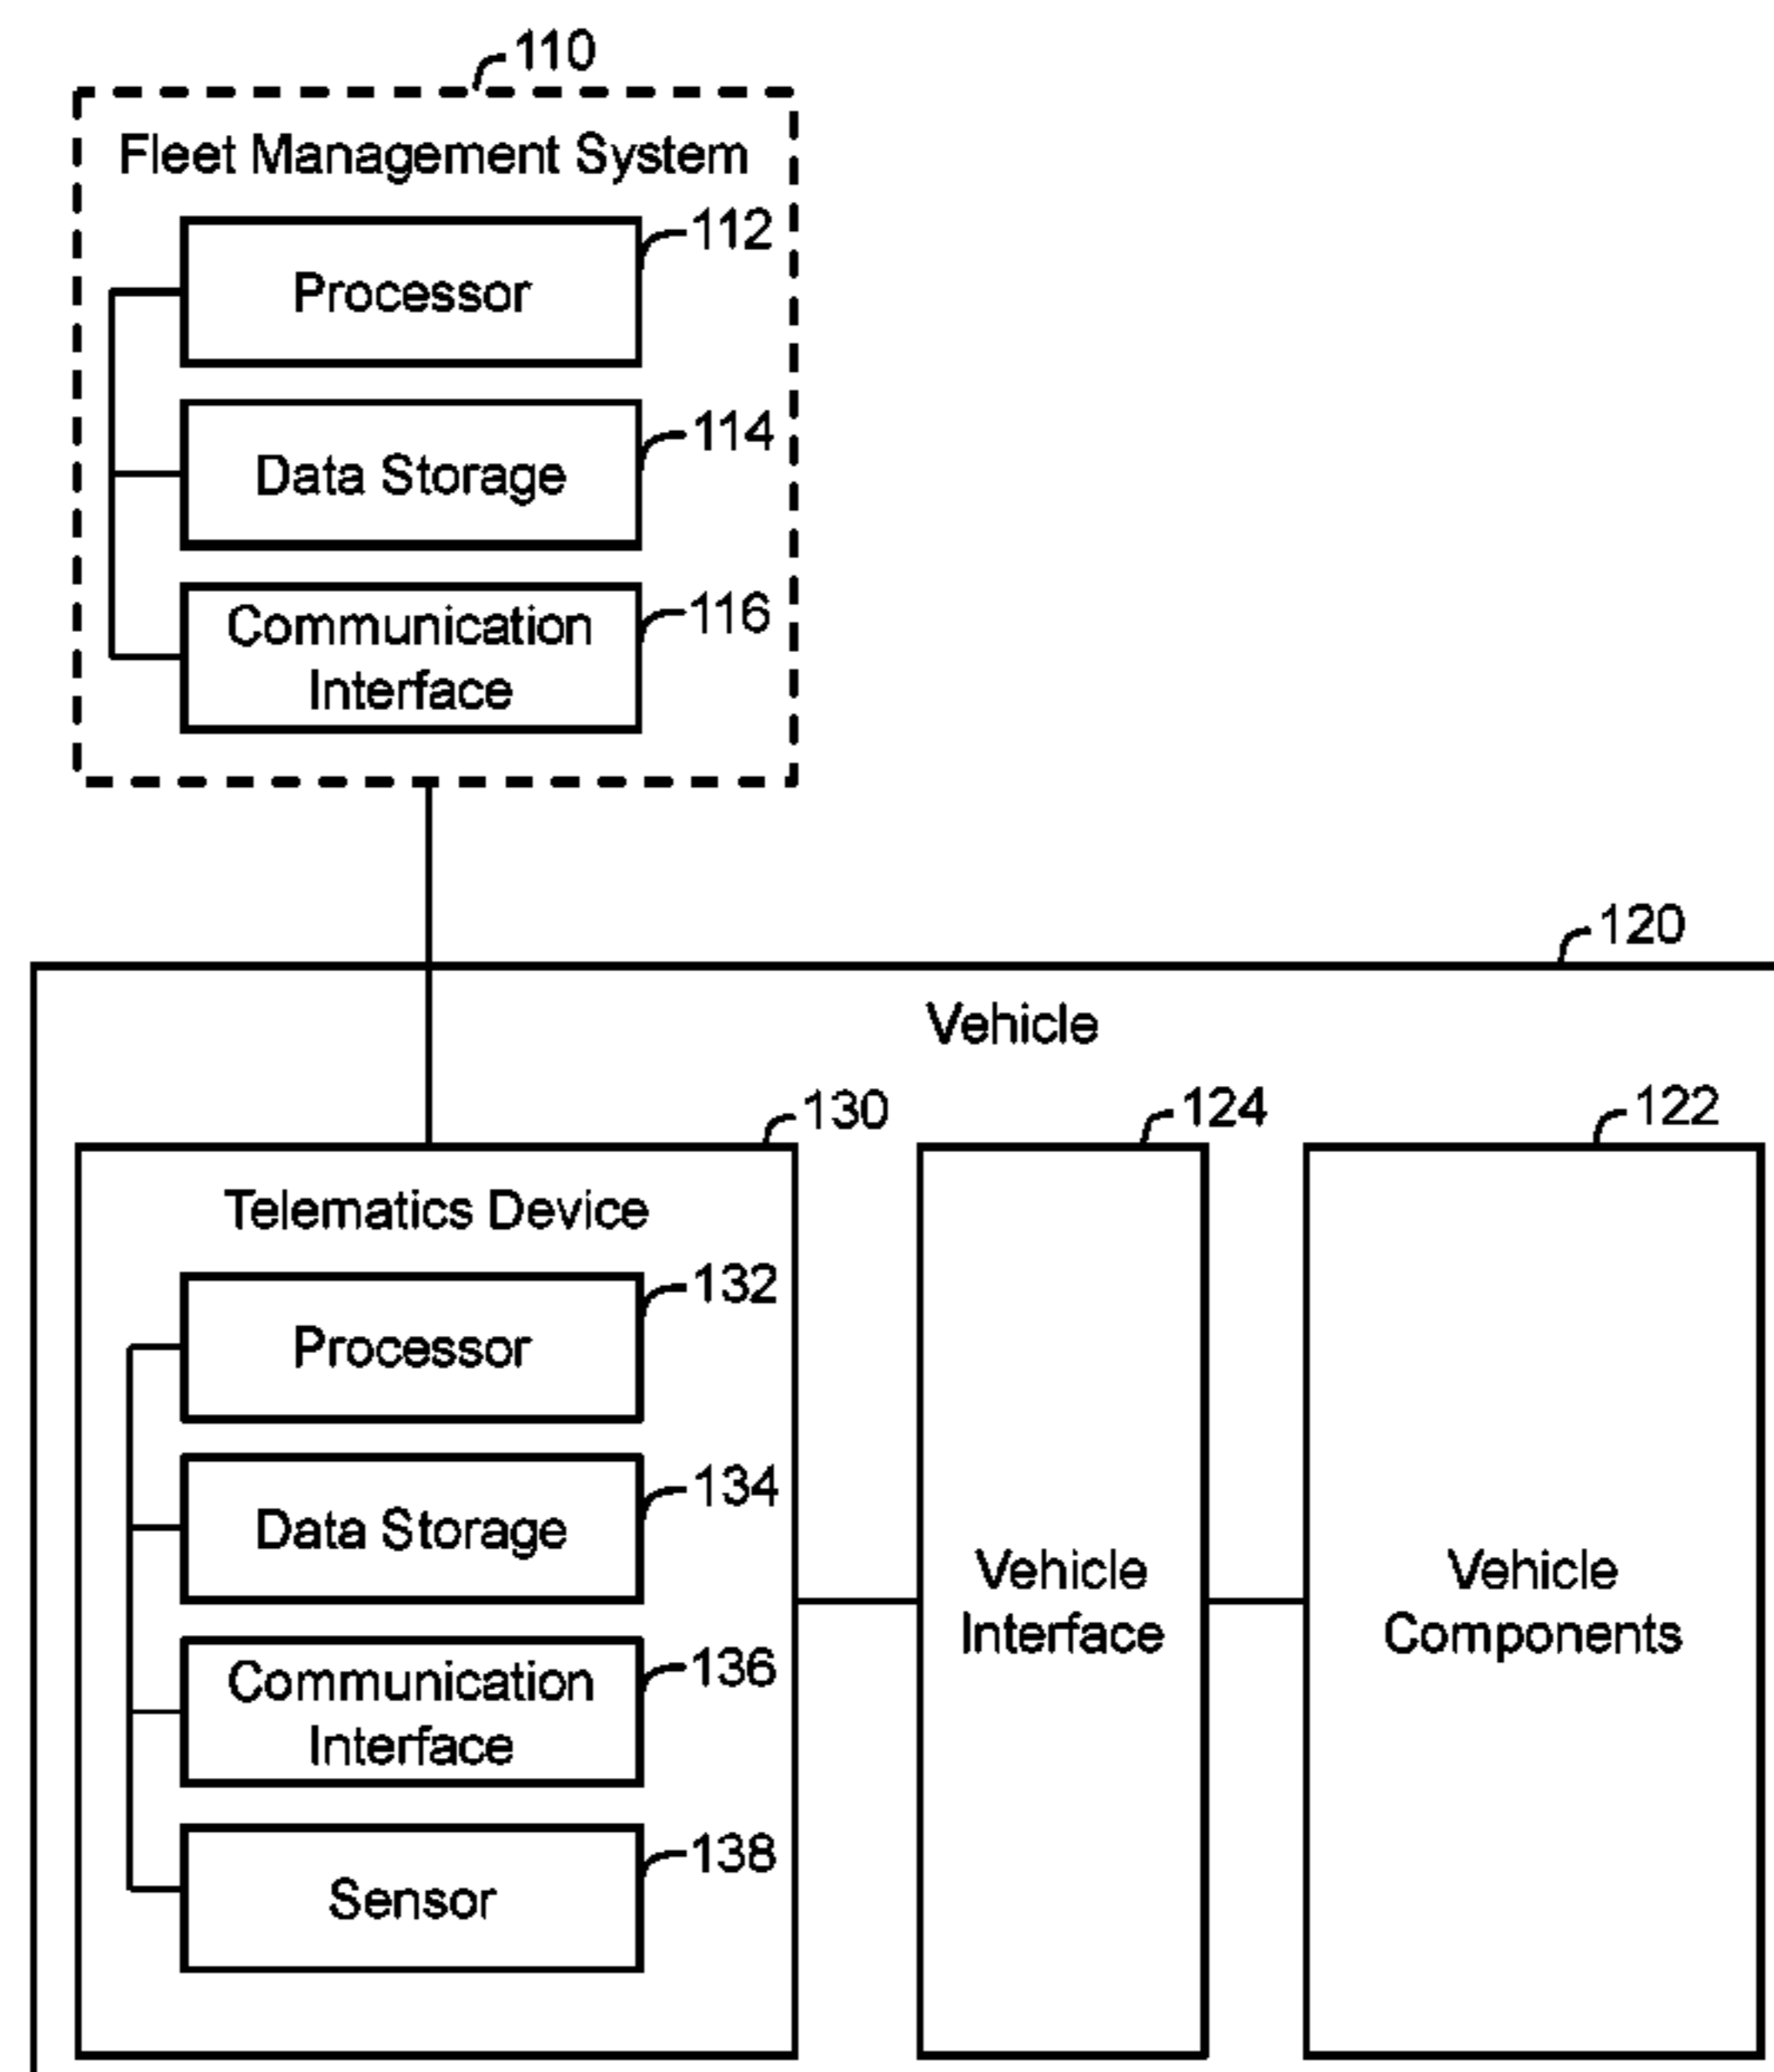 110
Fleet Management System
112
Processor
114
Data Storage
116
Communication
Interface
120
Vehicle
130
124
122
Telematics Device
132
Processor
134
Data Storage
136
Communication
Interface
138
Sensor
Vehicle
Interface
Vehicle
Components